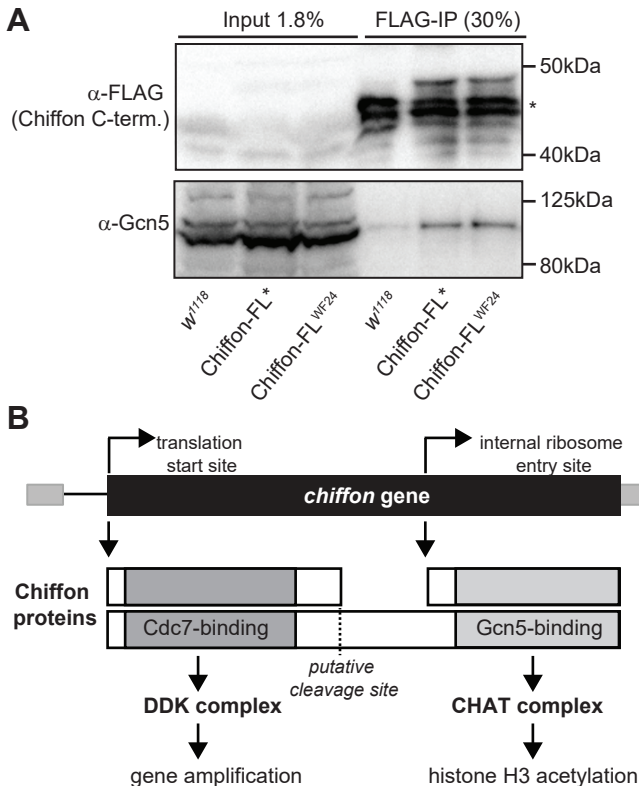 A
Input 1.8%
FLAG-IP (30%)
α-FLAG
(Chiffon C-term.)
50kDa
*
40kDa
α-Gcn5
125kDa
80kDa
w1118
Chiffon-FL*
Chiffon-FLWF24
w1118
Chiffon-FL*
Chiffon-FLWF24
B
translation
start site
internal ribosome
entry site
chiffon gene
Chiffon
proteins
Cdc7-binding
Gcn5-binding
putative
cleavage site
DDK complex
CHAT complex
gene amplification
histone H3 acetylation